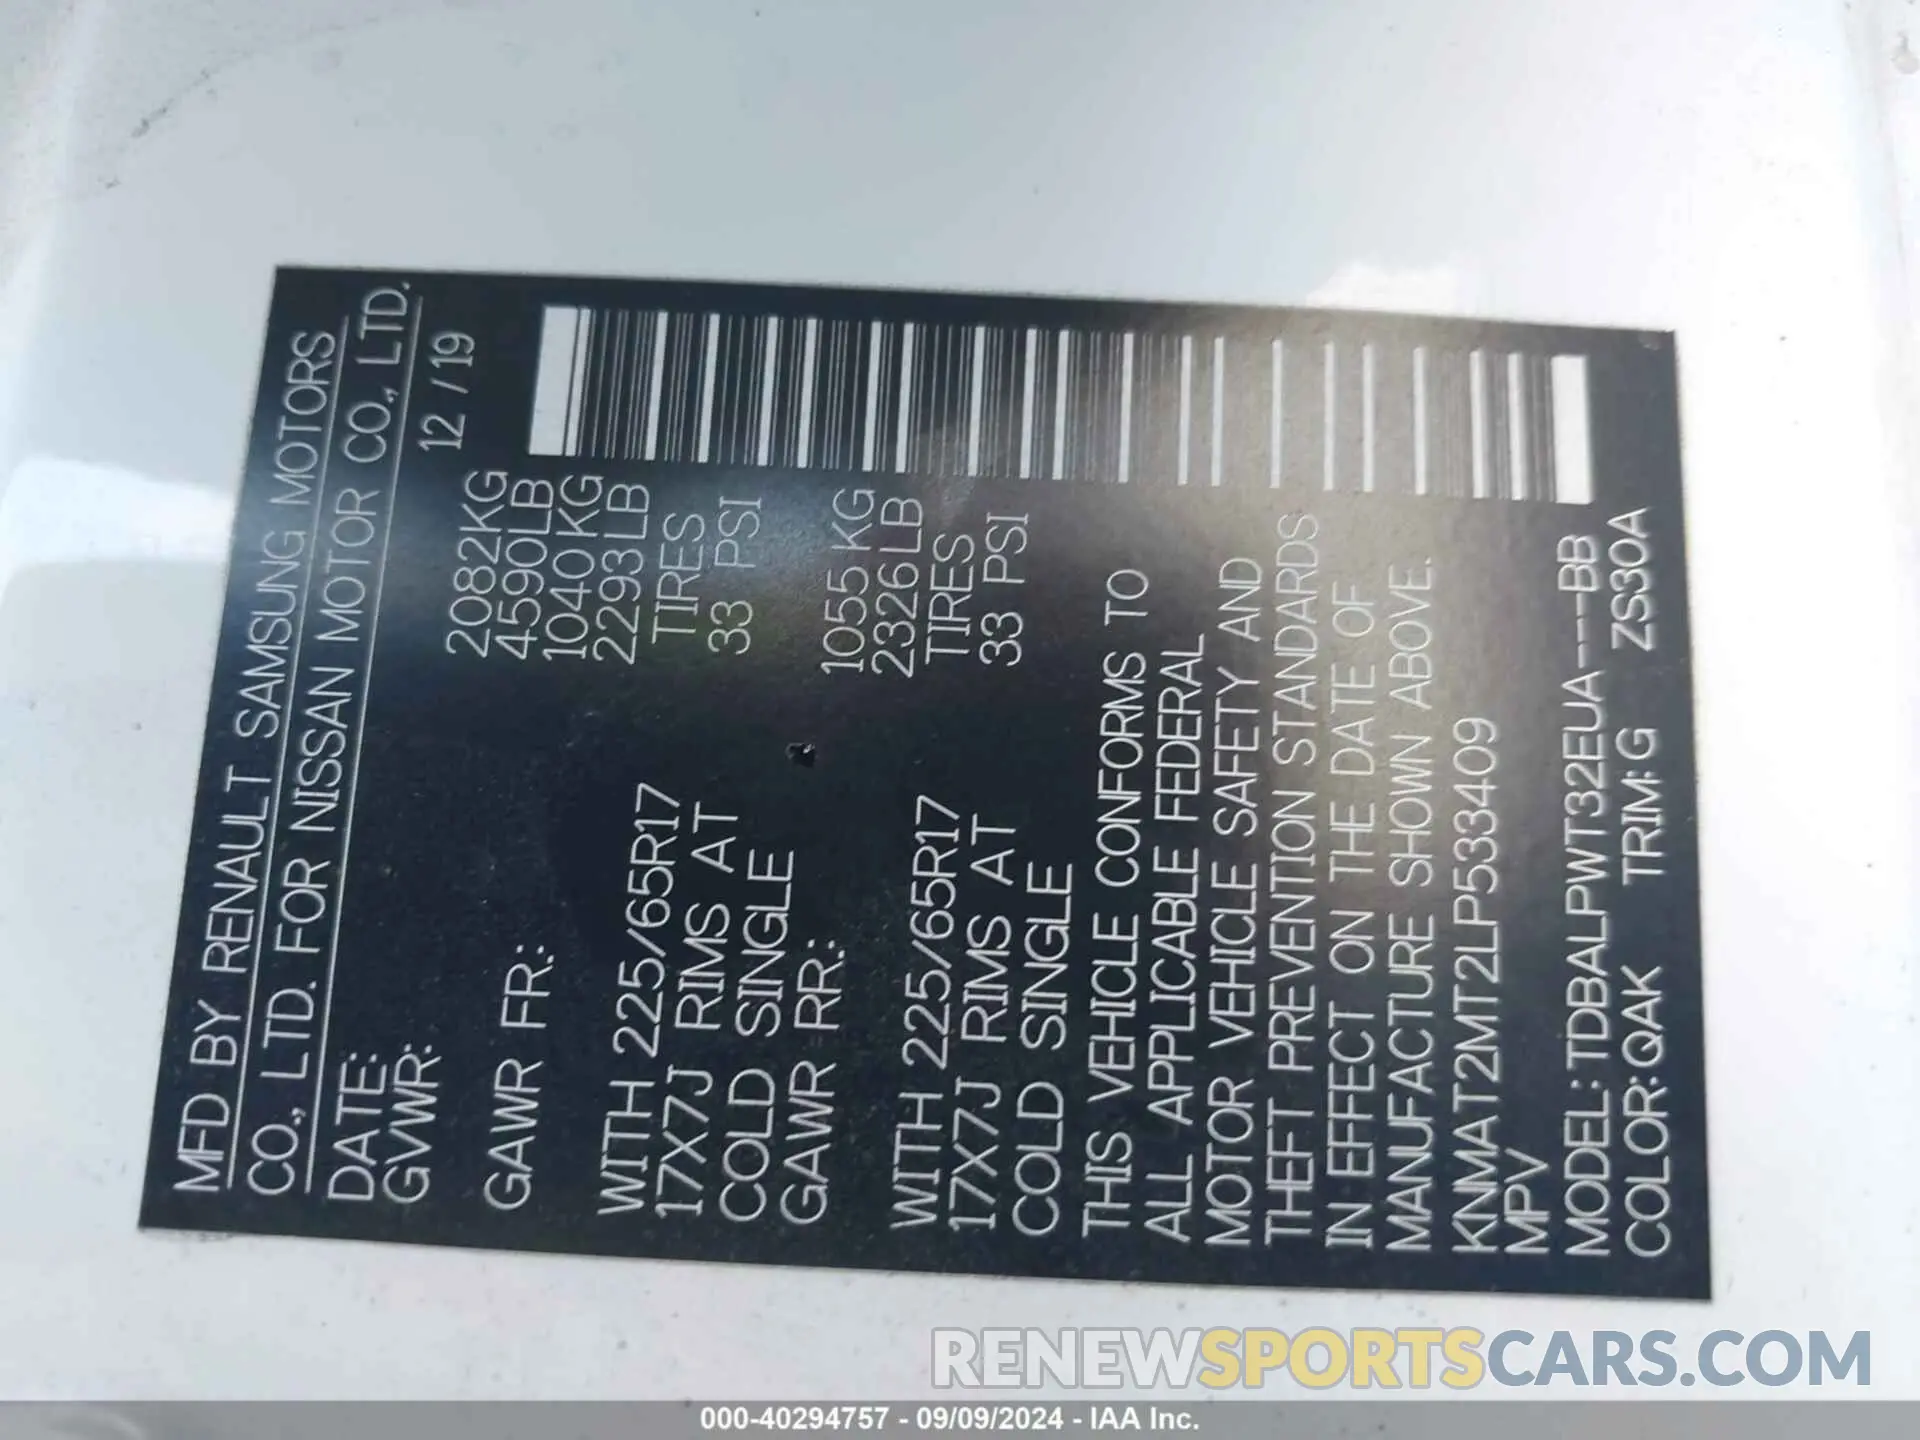 MFD BY RENAULT SAMSUNG MOTORS
CO., LTD. FOR NISSAN MOTOR CO., LTD.
DATE: 12 / 19
GVWR: 2082KG
4590LB
GAWR FR.: 1040KG
2293LB
WITH 225/65R17 TIRES
17X7J RIMS AT 33 PSI
COLD SINGLE
GAWR RR.: 1055KG
2326LB
WITH 225/65R17 TIRES
17X7J RIMS AT 33 PSI
COLD SINGLE
THIS VEHICLE CONFORMS TO
ALL APPLICABLE FEDERAL
MOTOR VEHICLE SAFETY AND
THEFT PREVENTION STANDARDS
IN EFFECT ON THE DATE OF
MANUFACTURE SHOWN ABOVE.
KNMAT2MT2LP533409
MPV
MODEL:TDBALPWT32EUA----BB
COLOR:QAK TRIM:G ZS30A
RENEWSPORTSCARS.COM
000-40294757 - 09/09/2024 - IAA Inc.